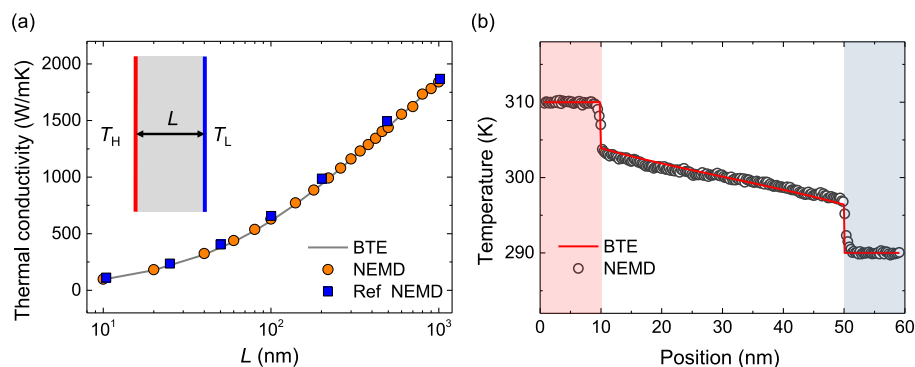 (a)
Thermal conductivity (W/mK)
2000
1500
1000
500
0
T_H
L
T_L
BTE
NEMD
Ref NEMD
10^1
10^2
10^3
L (nm)
(b)
Temperature (K)
310
300
290
BTE
NEMD
0
10
20
30
40
50
60
Position (nm)